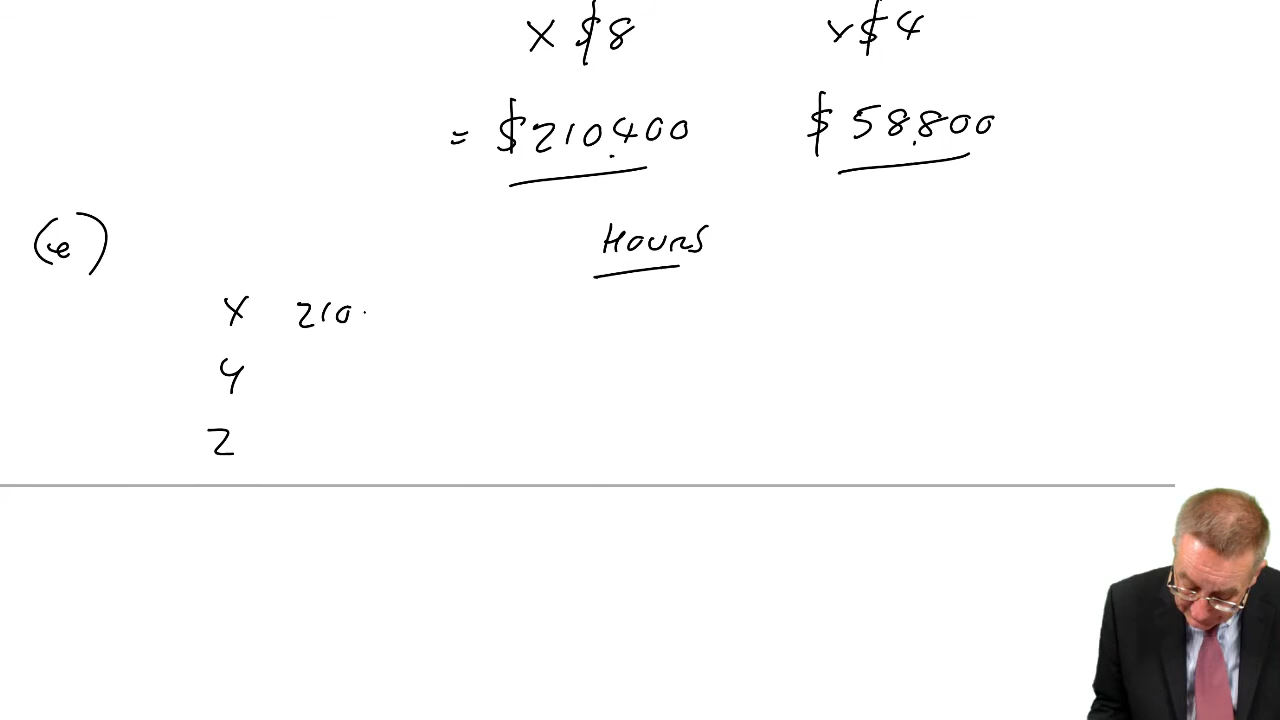 X $8 x $4
= $210,400 $58,800
(e) Hours
X 210
Y
Z